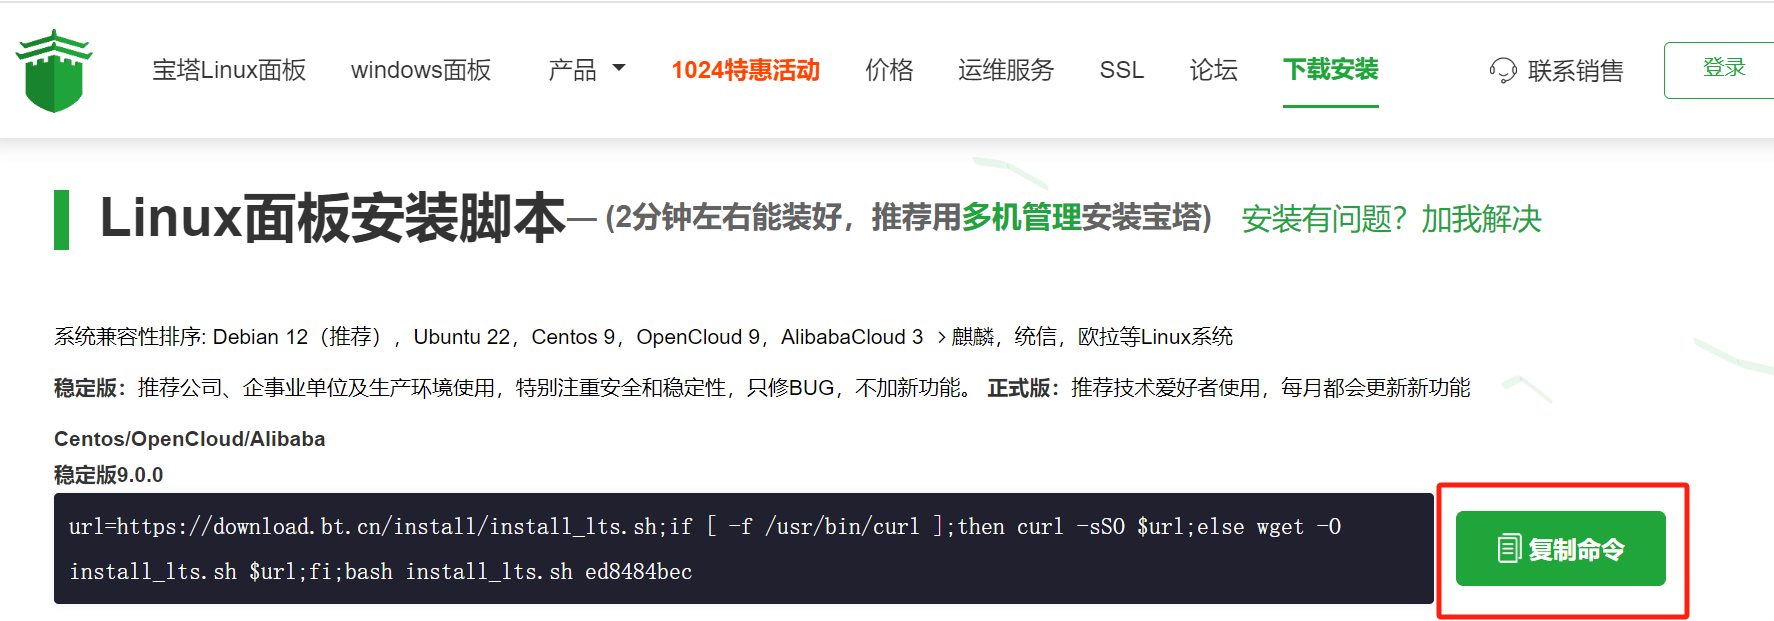 宝塔Linux面板 windows面板 产品 1024特惠活动 价格 运维服务 SSL 论坛 下载安装 联系销售 登录
Linux面板安装脚本— (2分钟左右能装好，推荐用多机管理安装宝塔) 安装有问题？加我解决
系统兼容性排序: Debian 12（推荐），Ubuntu 22，Centos 9，OpenCloud 9，AlibabaCloud 3 > 麒麟，统信，欧拉等Linux系统
稳定版：推荐公司、企事业单位及生产环境使用，特别注重安全和稳定性，只修BUG，不加新功能。 正式版：推荐技术爱好者使用，每月都会更新新功能
Centos/OpenCloud/Alibaba
稳定版9.0.0
url=https://download.bt.cn/install/install_lts.sh;if [ -f /usr/bin/curl ];then curl -sSO $url;else wget -O
install_lts.sh $url;fi;bash install_lts.sh ed8484bec
复制命令